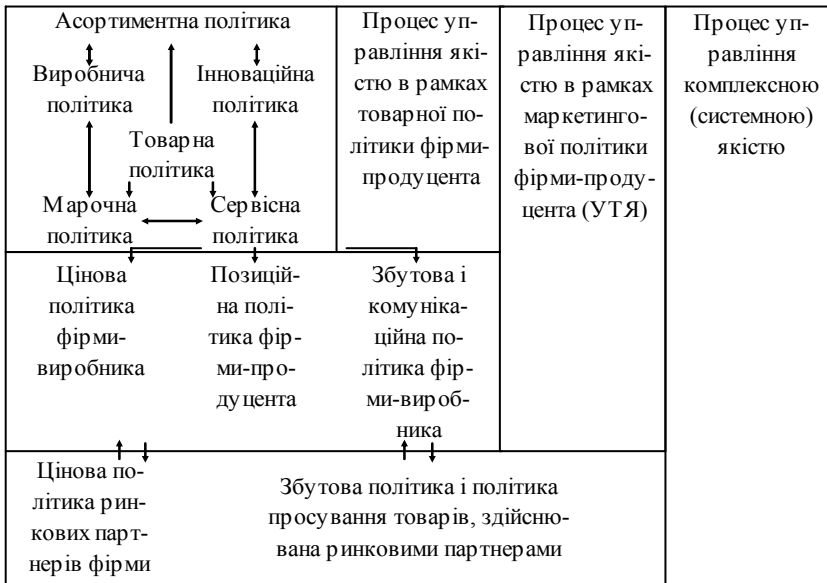 Асортиментна політика
Виробнича
політика
Інноваційна
політика
Товарна
політика
Марочна
політика
Сервісна
політика
Процес уп-
равління які-
стю в рамках
товарної по-
літики фірми-
продуцента
Процес уп-
равління які-
стю в рамках
маркетинго-
вої політики
фірми-проду-
цента (УТЯ)
Процес уп-
равління
комплексною
(системною)
якістю
Цінова
політика
фірми-
виробника
Позицій-
на полі-
тика фір-
ми-про-
дуцента
Збутова і
комуніка-
ційна по-
літика фір-
ми-вироб-
ника
Цінова по-
літика рин-
кових парт-
нерів фірми
Збутова політика і політика
просування товарів, здійсню-
вана ринковими партнерами